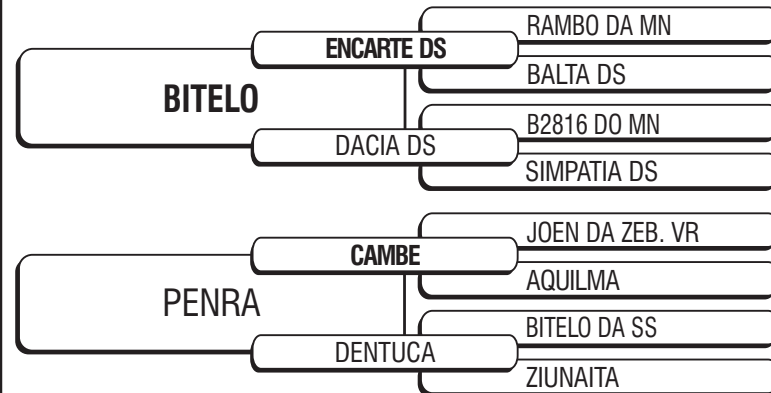 RAMBO DA MN
ENCARTE DS
BALTA DS
BITELO
B2816 DO MN
DACIA DS
SIMPATIA DS
JOEN DA ZEB. VR
CAMBE
AQUILMA
PENRA
BITELO DA SS
DENTUCA
ZIUNAITA